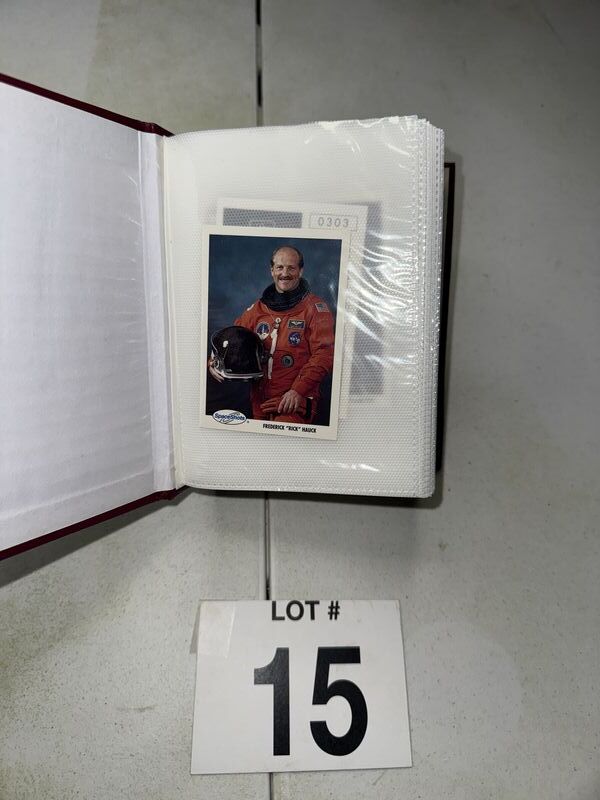 0303
SpaceShots
FREDERICK "RICK" HAUCK
LOT #
15